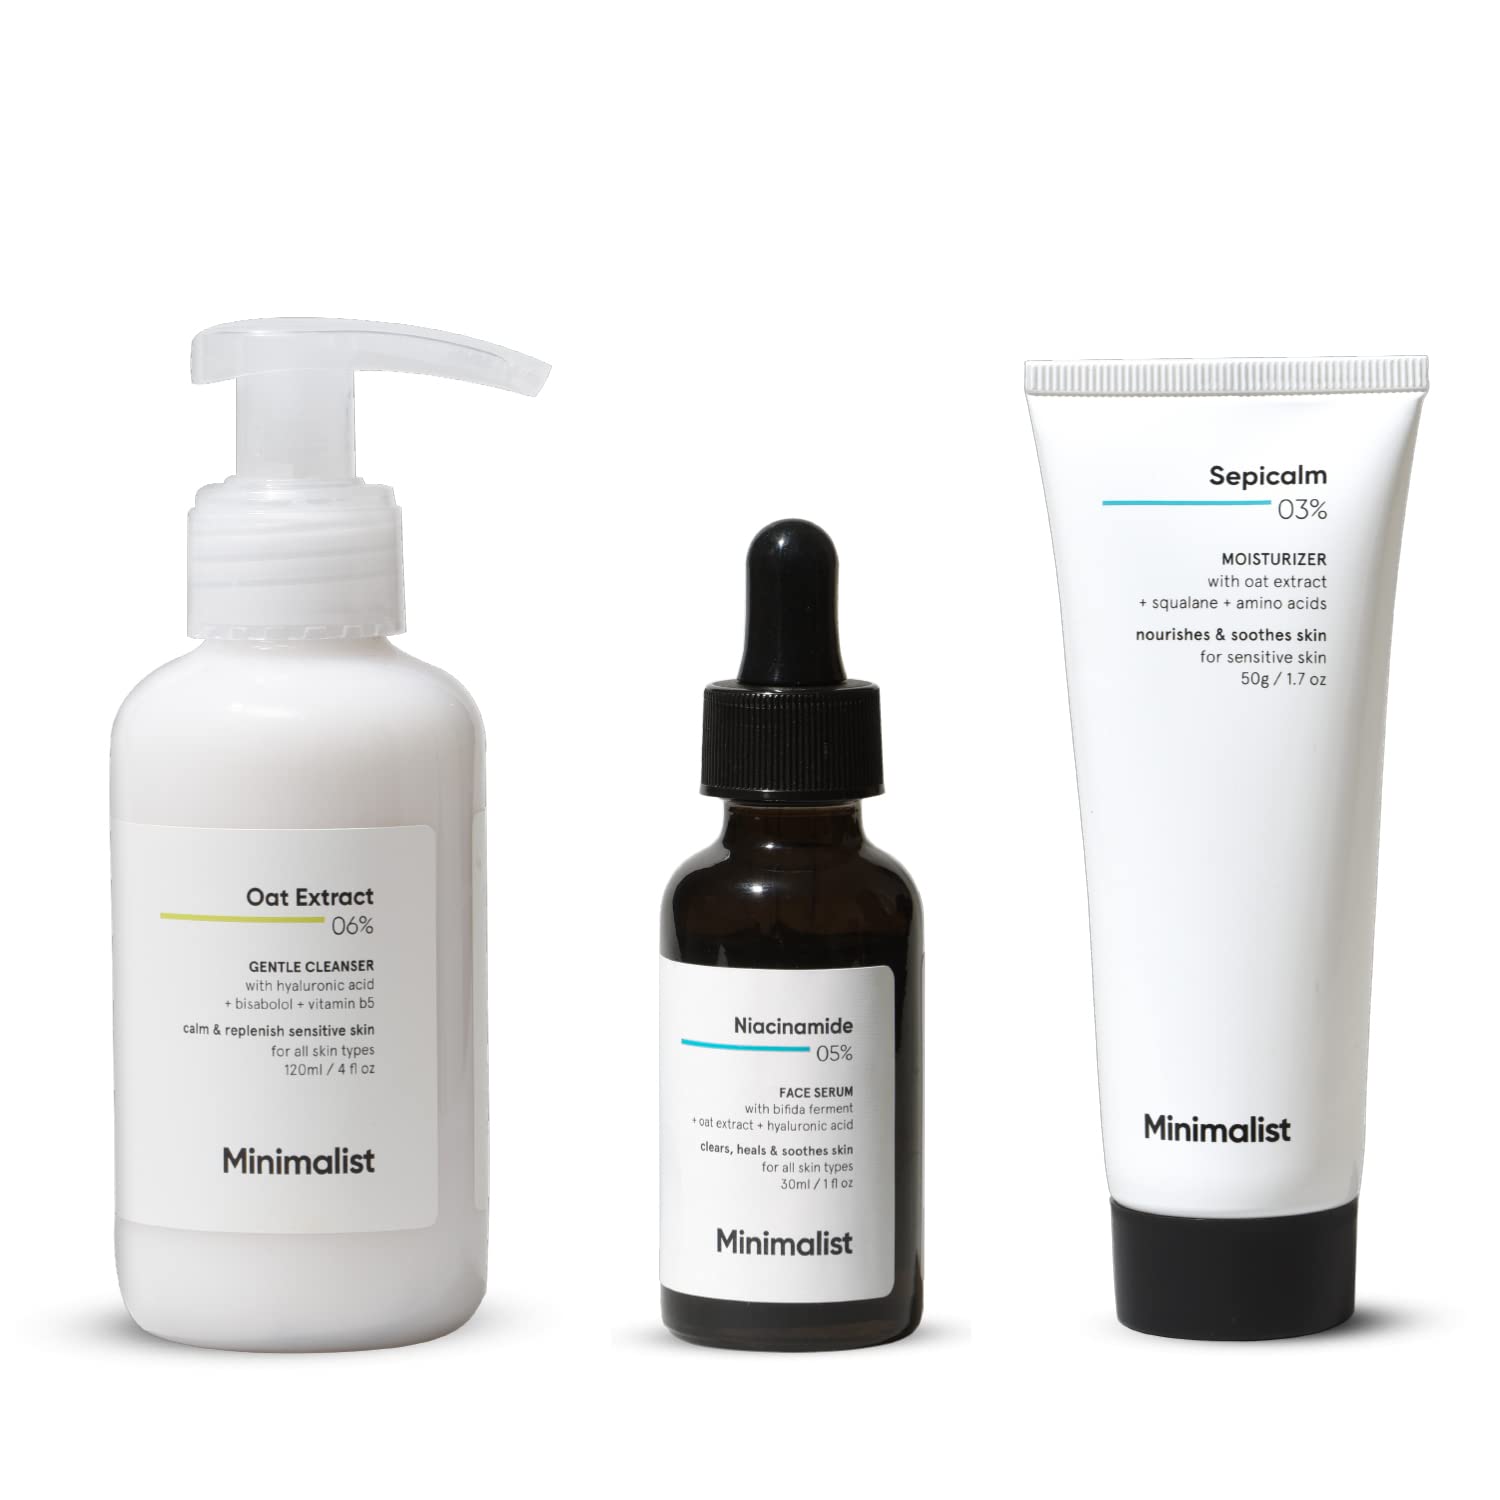 Oat Extract
06%
GENTLE CLEANSER
with hyaluronic acid
+ bisabolol + vitamin b5
calm & replenish sensitive skin
for all skin types
120ml / 4 fl oz
Minimalist
Niacinamide
05%
FACE SERUM
with bifida ferment
+ oat extract + hyaluronic acid
clears, heals & soothes skin
for all skin types
30ml / 1 fl oz
Minimalist
Sepicalm
03%
MOISTURIZER
with oat extract
+ squalane + amino acids
nourishes & soothes skin
for sensitive skin
50g / 1.7 oz
Minimalist